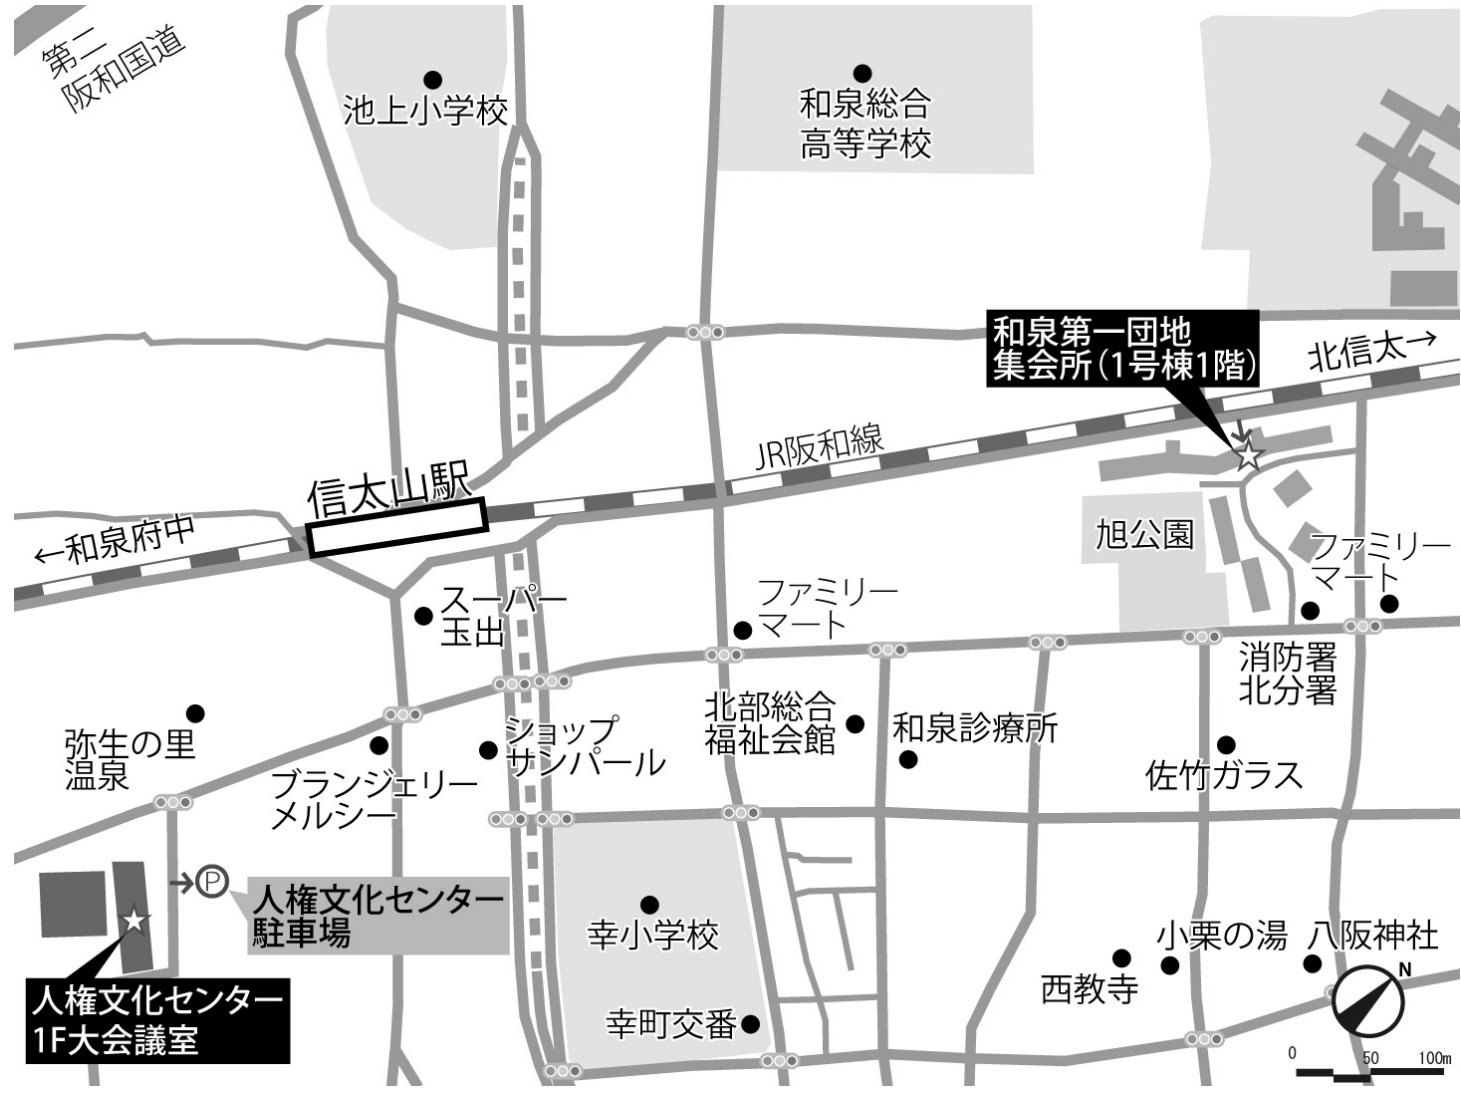 第二
阪和国道
池上小学校
和泉総合
高等学校
和泉第一団地
集会所（1号棟1階）
北信太→
JR阪和線
信太山駅
←和泉府中
旭公園
ファミリー
マート
スーパー
玉出
ファミリー
マート
消防署
北分署
弥生の里
温泉
ブランジェリー
メルシー
ショップ
サンパール
北部総合
福祉会館
和泉診療所
佐竹ガラス
P
人権文化センター
駐車場
幸小学校
小栗の湯
八阪神社
西教寺
人権文化センター
1F大会議室
幸町交番
N
0 50 100m